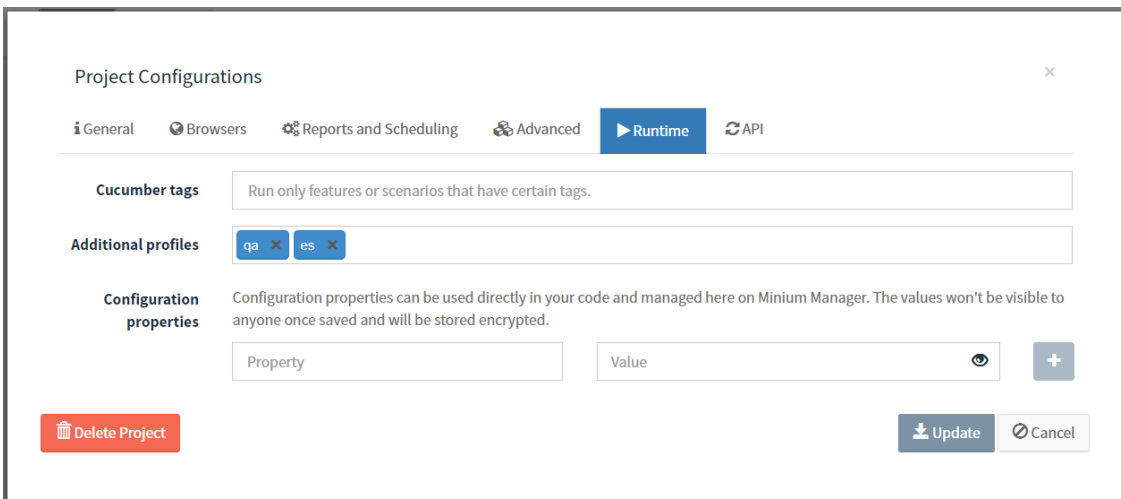 Project Configurations
×
General Browsers Reports and Scheduling Advanced Runtime API
Cucumber tags Run only features or scenarios that have certain tags.
Additional profiles qa × es ×
Configuration properties
Configuration properties can be used directly in your code and managed here on Minium Manager. The values won't be visible to
anyone once saved and will be stored encrypted.
Property Value +
Delete Project Update Cancel